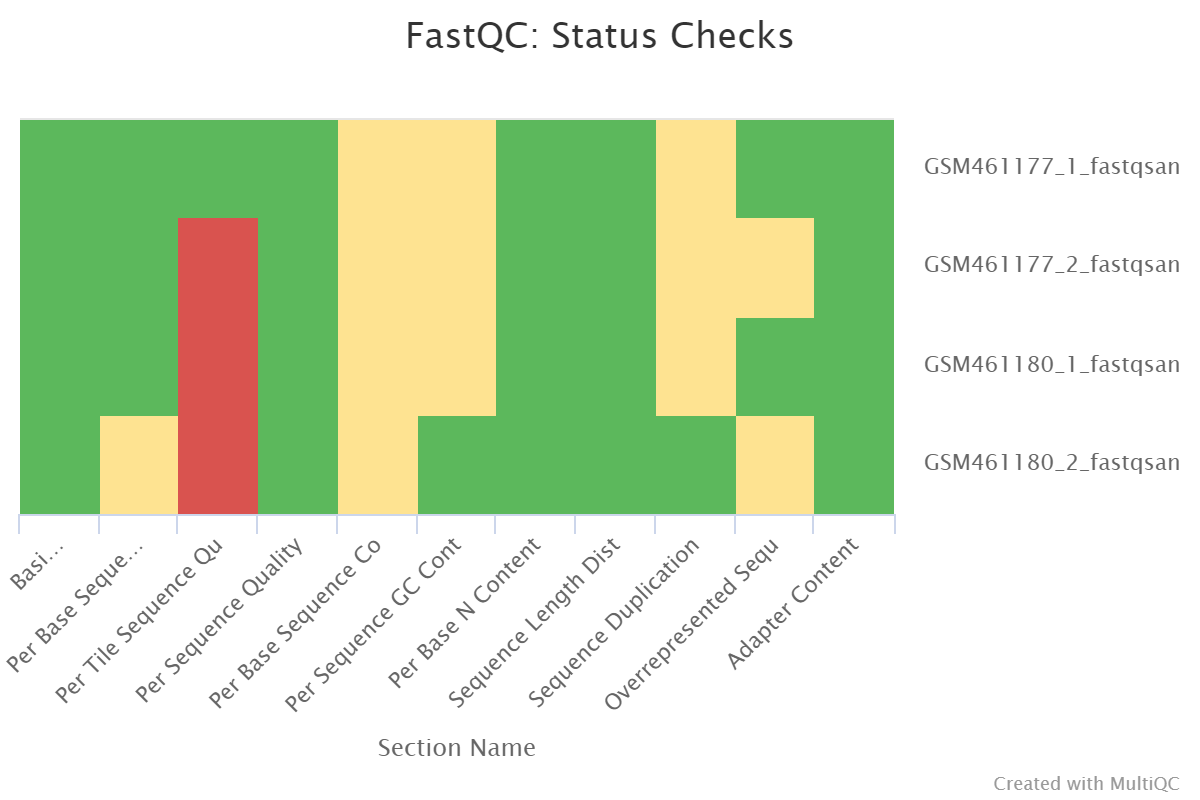 FastQC: Status Checks
GSM461177_1_fastqsan
GSM461177_2_fastqsan
GSM461180_1_fastqsan
GSM461180_2_fastqsan
Basi...
Per Base Seque...
Per Tile Sequence Qu
Per Sequence Quality
Per Base Sequence Co
Per Sequence GC Cont
Per Base N Content
Sequence Length Dist
Sequence Duplication
Overrepresented Sequ
Adapter Content
Section Name
Created with MultiQC